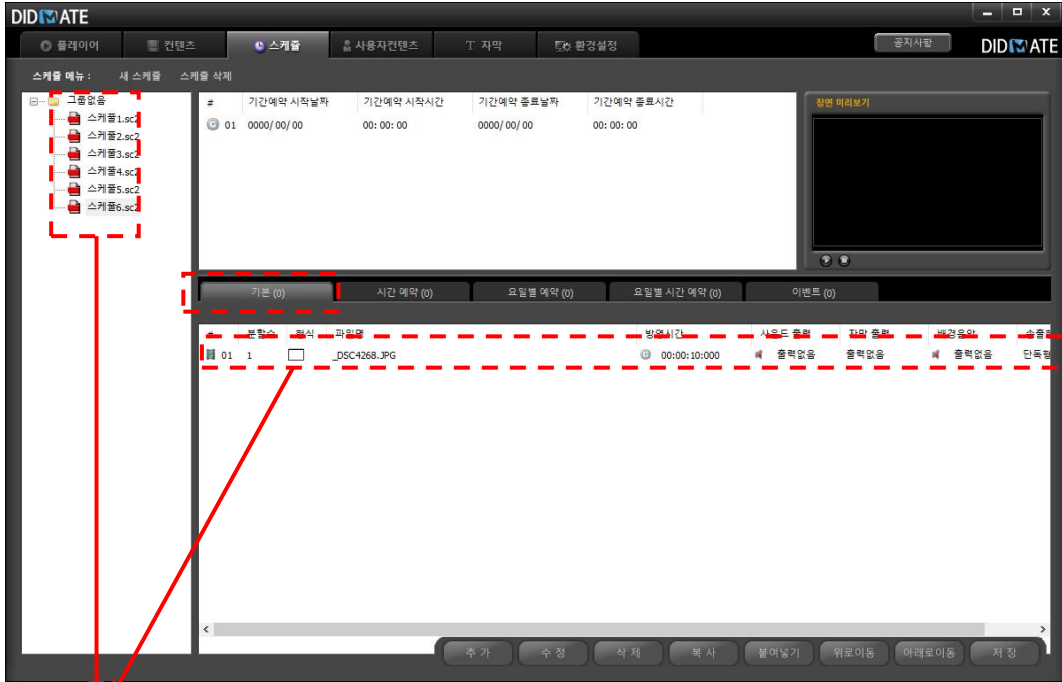 DIDMATE
플레이어 컨텐츠 스케줄 사용자컨텐츠 T 자막 환경설정 공지사항 DIDMATE
스케줄 메뉴 : 새 스케줄 스케줄 삭제
그룹없음
스케쥴1.sc2
스케쥴2.sc2
스케쥴3.sc2
스케쥴4.sc2
스케쥴5.sc2
스케쥴6.sc2
# 기간예약 시작날짜 기간예약 시작시간 기간예약 종료날짜 기간예약 종료시간
01 0000/00/00 00:00:00 0000/00/00 00:00:00
장면 미리보기
기본 (0) 시간 예약 (0) 요일별 예약 (0) 요일별 시간 예약 (0) 이벤트 (0)
# 분할수 형식 파일명 방영시간 사운드 출력 자막 출력 배경음악
01 1 _DSC4268.JPG 00:00:10:000 출력없음 출력없음 출력없음 단독형
추 가 수 정 삭 제 복 사 붙여넣기 위로이동 아래로이동 저 장